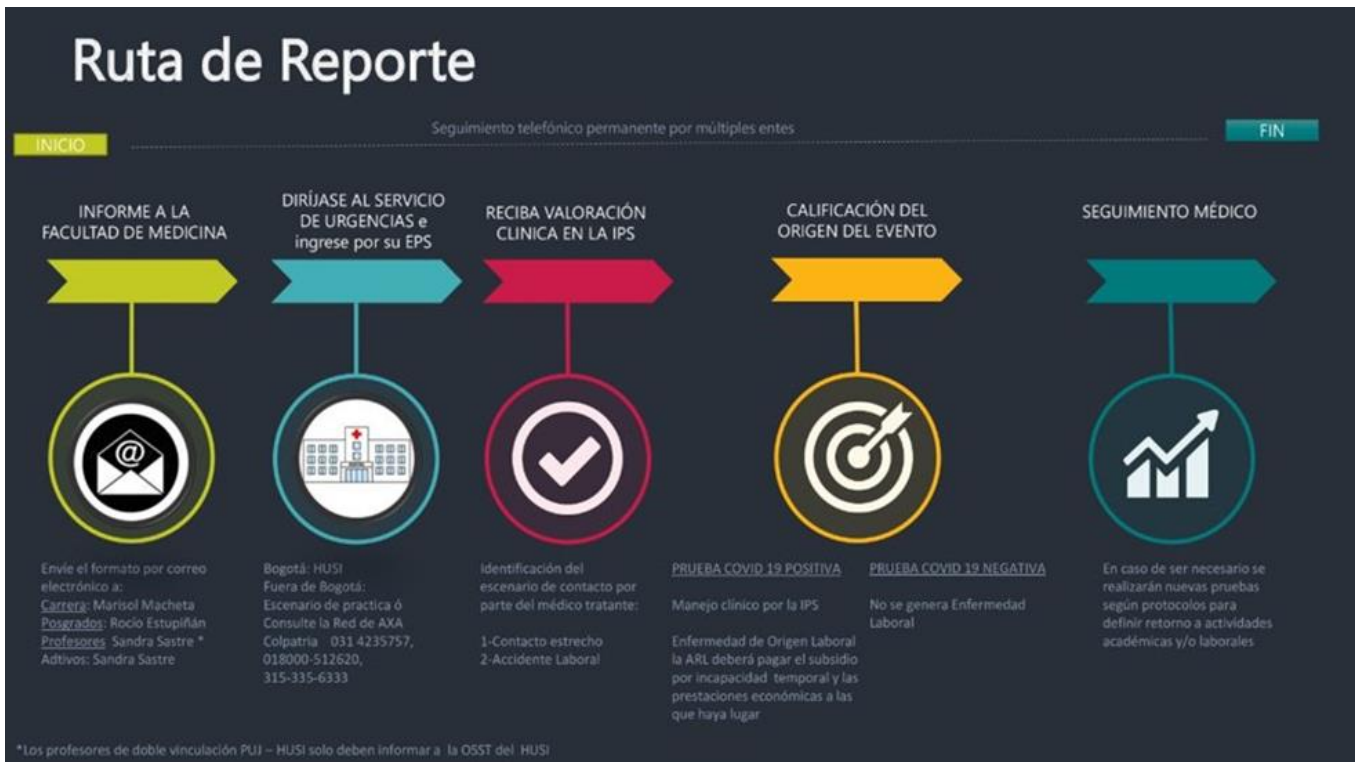 Ruta de Reporte
Seguimiento telefónico permanente por múltiples entes
INICIO
FIN
INFORME A LA
FACULTAD DE MEDICINA
DIRÍJASE AL SERVICIO
DE URGENCIAS e
ingrese por su EPS
RECIBA VALORACIÓN
CLINICA EN LA IPS
CALIFICACIÓN DEL
ORIGEN DEL EVENTO
SEGUIMIENTO MÉDICO
@
Envíe el formato por correo
electrónico a:
Carrera: Marisol Macheta
Posgrados: Rocío Estupiñán
Profesores Sandra Sastre *
Adtivos: Sandra Sastre
Bogotá: HUSI
Fuera de Bogotá:
Escenario de practica ó
Consulte la Red de AXA
Colpatria 031 4235757,
018000-512620,
315-335-6333
Identificación del
escenario de contacto por
parte del médico tratante:
1-Contacto estrecho
2-Accidente Laboral
PRUEBA COVID 19 POSITIVA
Manejo clínico por la IPS
Enfermedad de Origen Laboral
la ARL deberá pagar el subsidio
por incapacidad temporal y las
prestaciones económicas a las
que haya lugar
PRUEBA COVID 19 NEGATIVA
No se genera Enfermedad
Laboral
En caso de ser necesario se
realizarán nuevas pruebas
según protocolos para
definir retorno a actividades
académicas y/o laborales
*Los profesores de doble vinculación PUJ – HUSI solo deben informar a la OSST del HUSI